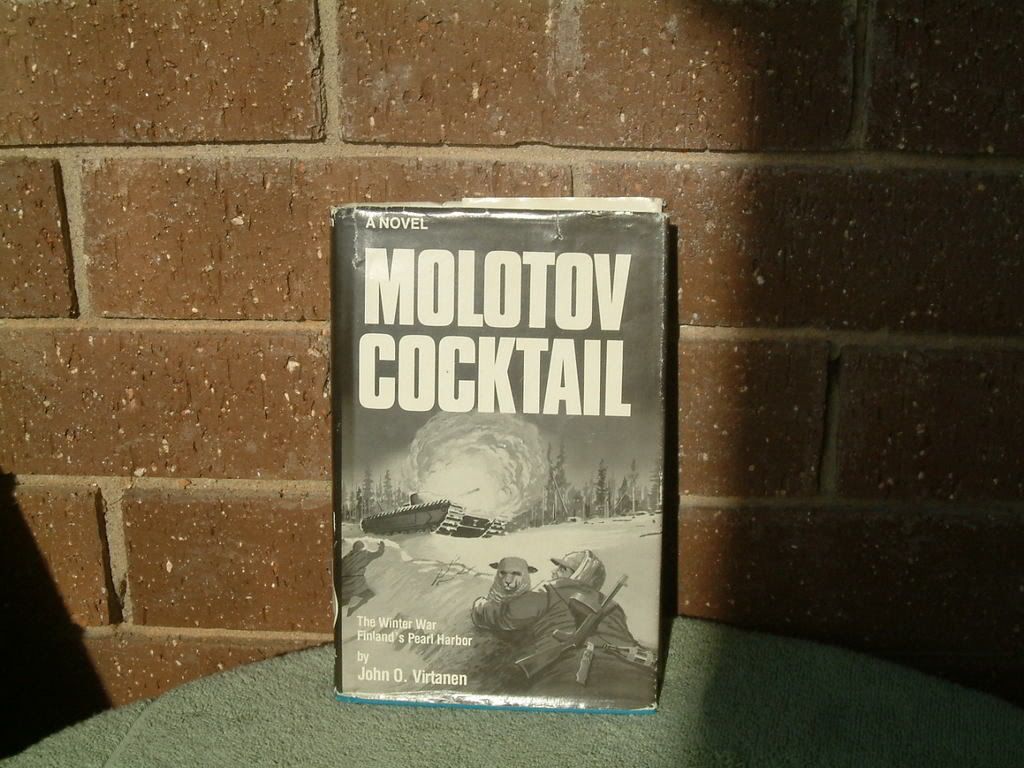 A NOVEL
MOLOTOV
COCKTAIL
The Winter War
Finland's Pearl Harbor
by
John O. Virtanen